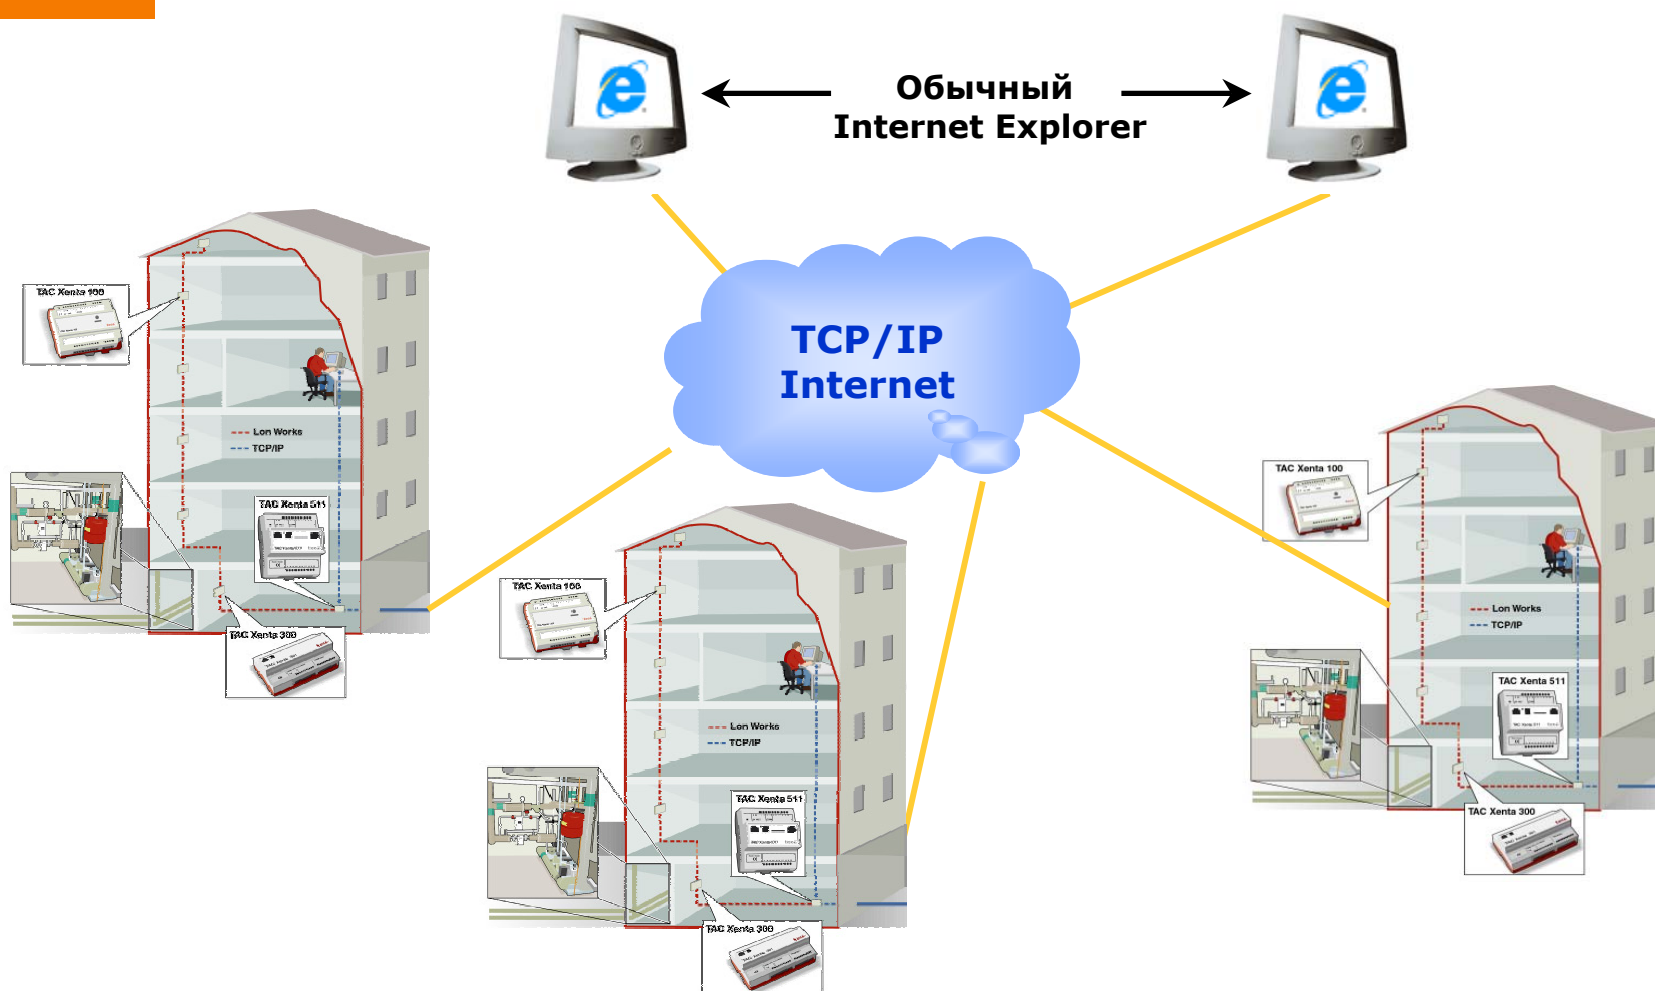 Обычный
Internet Explorer
TCP/IP
Internet
TAC Xenta 100
Lon Works
TCP/IP
TAC Xenta 511
TAC Xenta 300
TAC Xenta 100
Lon Works
TCP/IP
TAC Xenta 511
TAC Xenta 300
TAC Xenta 100
Lon Works
TCP/IP
TAC Xenta 511
TAC Xenta 300